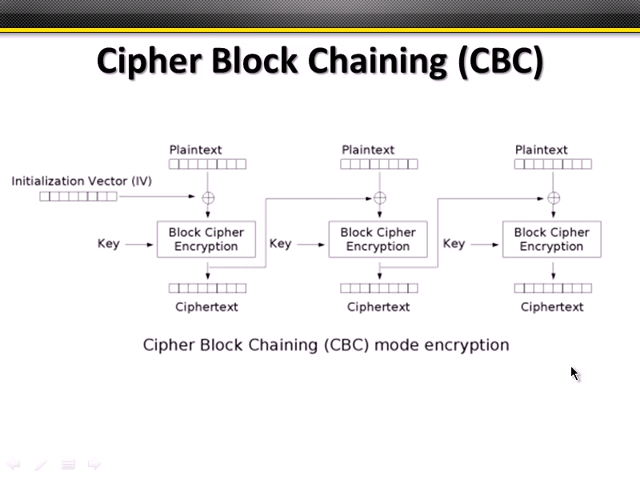 Cipher Block Chaining (CBC)
Plaintext
Plaintext
Plaintext
Initialization Vector (IV)
Key
Block Cipher
Encryption
Key
Block Cipher
Encryption
Key
Block Cipher
Encryption
Ciphertext
Ciphertext
Ciphertext
Cipher Block Chaining (CBC) mode encryption